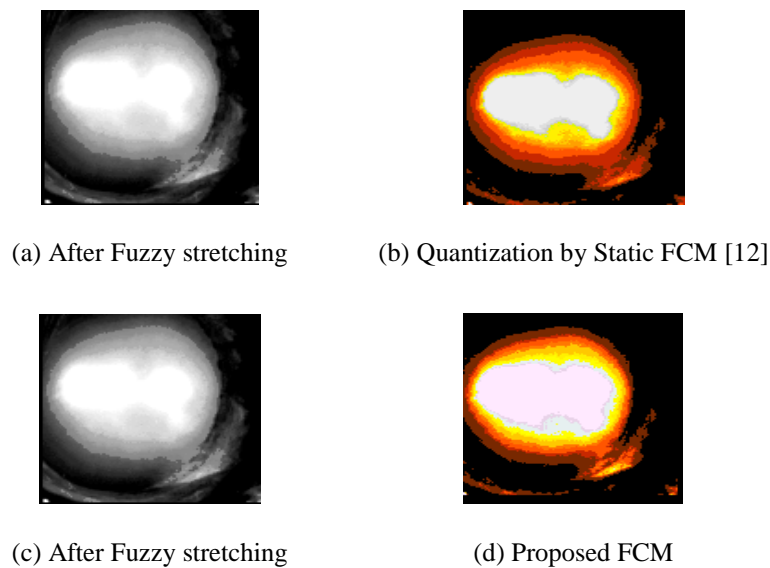 (a) After Fuzzy stretching
(b) Quantization by Static FCM [12]
(c) After Fuzzy stretching
(d) Proposed FCM